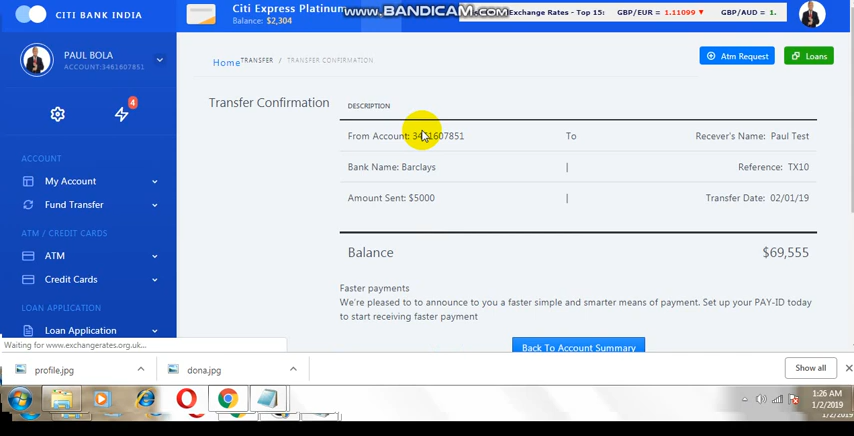 CITI BANK INDIA
Citi Express Platinum
Balance: $2,304
www.BANDICAM.com
Exchange Rates - Top 15: GBP/EUR = 1.11099 GBP/AUD = 1.
PAUL BOLA
ACCOUNT:3461607851
4
ACCOUNT
My Account
Fund Transfer
ATM / CREDIT CARDS
ATM
Credit Cards
LOAN APPLICATION
Loan Application
Home TRANSFER / TRANSFER CONFIRMATION
Atm Request
Loans
Transfer Confirmation
DESCRIPTION
From Account: 3461607851 To Recever's Name: Paul Test
Bank Name: Barclays | Reference: TX10
Amount Sent: $5000 | Transfer Date: 02/01/19
Balance $69,555
Faster payments
We're pleased to to announce to you a faster simple and smarter means of payment. Set up your PAY-ID today
to start receiving faster payment
Back To Account Summary
Waiting for www.exchangerates.org.uk...
profile.jpg
dona.jpg
Show all
1:26 AM
1/2/2019